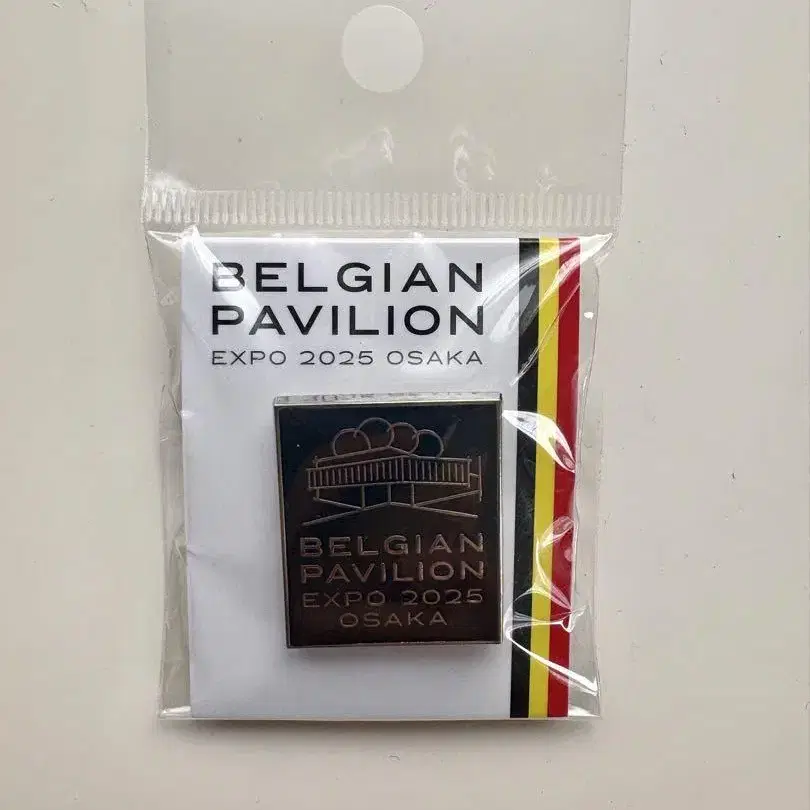 BELGIAN
PAVILION
EXPO 2025 OSAKA
BELGIAN
PAVILION
EXPO 2025
OSAKA